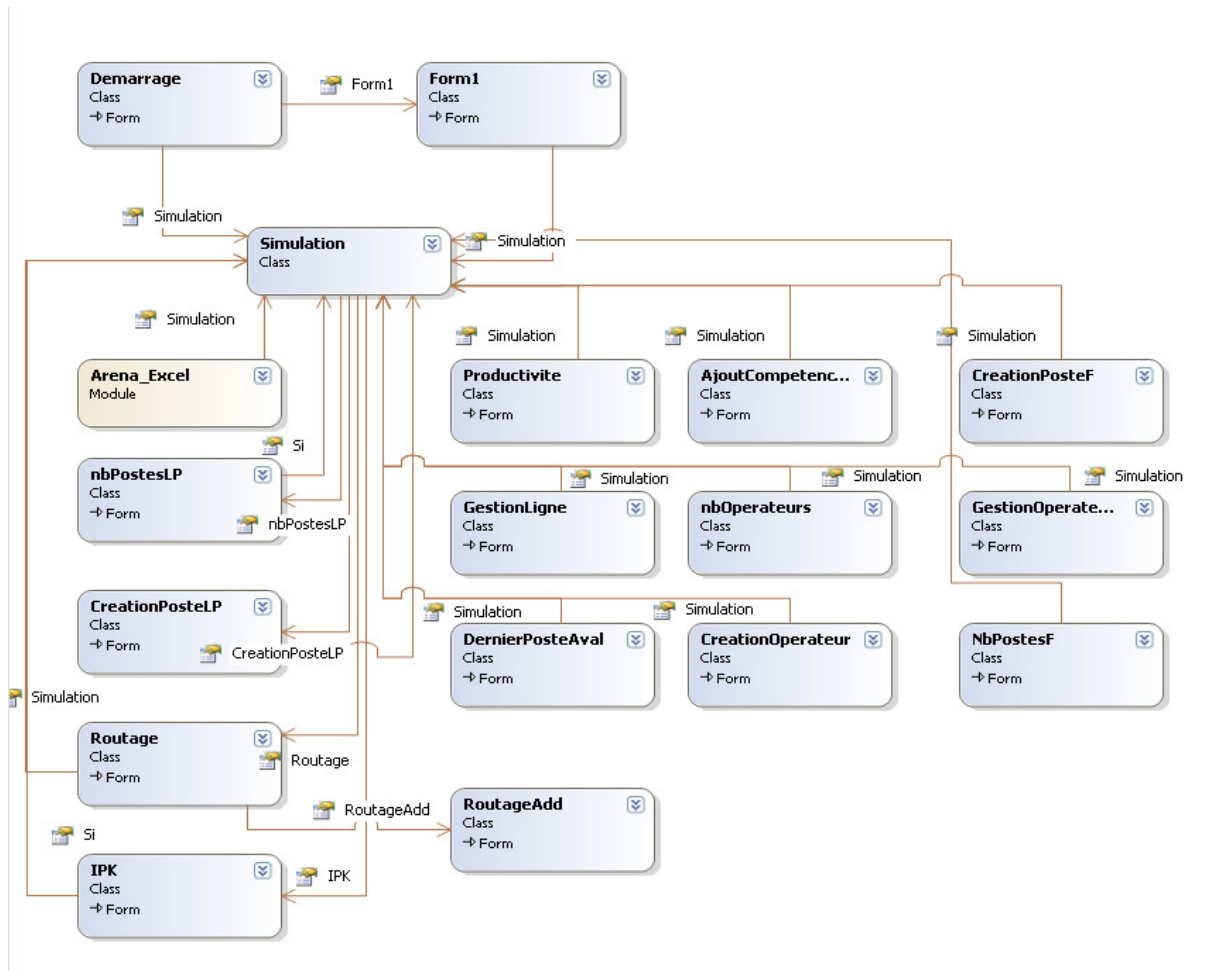 Demarrage
Class
Form
Form1
Form1
Class
Form
Simulation
Simulation
Class
Simulation
Simulation
Simulation
Simulation
Simulation
Arena_Excel
Module
Productivite
Class
Form
AjoutCompetenc...
Class
Form
CreationPosteF
Class
Form
Si
nbPostesLP
Class
Form
nbPostesLP
Simulation
Simulation
Simulation
GestionLigne
Class
Form
nbOperateurs
Class
Form
GestionOperate...
Class
Form
CreationPosteLP
Class
Form
CreationPosteLP
Simulation
Simulation
DernierPosteAval
Class
Form
CreationOperateur
Class
Form
NbPostesF
Class
Form
Simulation
Routage
Class
Form
Routage
RoutageAdd
RoutageAdd
Class
Form
Si
IPK
Class
Form
IPK